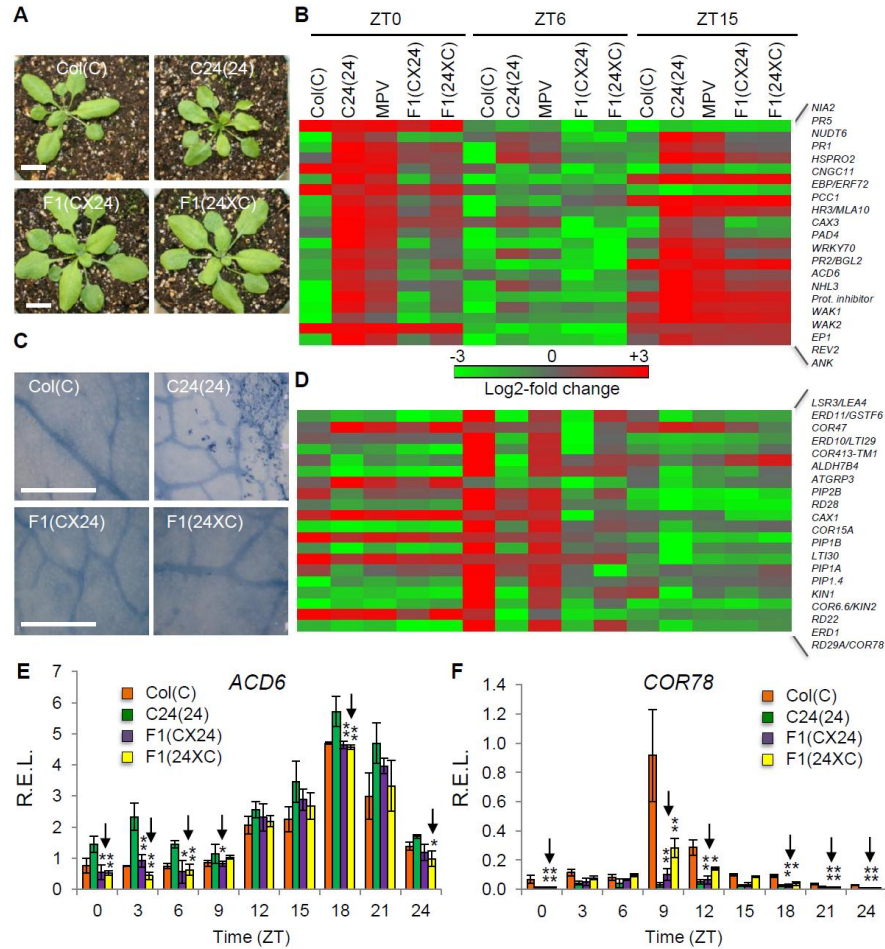 A
Col(C)
C24(24)
F1(CX24)
F1(24XC)
B
ZT0
ZT6
ZT15
Col(C)
C24(24)
MPV
F1(CX24)
F1(24XC)
Col(C)
C24(24)
MPV
F1(CX24)
F1(24XC)
Col(C)
C24(24)
MPV
F1(CX24)
F1(24XC)
NIA2
PR5
NUDT6
PR1
HSPRO2
CNGC11
EBP/ERF72
PCC1
HR3/MLA10
CAX3
PAD4
WRKY70
PR2/BGL2
ACD6
NHL3
Prot. inhibitor
WAK1
WAK2
EP1
REV2
ANK
-3
0
+3
Log2-fold change
C
Col(C)
C24(24)
F1(CX24)
F1(24XC)
D
LSR3/LEA4
ERD11/GSTF6
COR47
ERD10/LTI29
COR413-TM1
ALDH7B4
ATGRP3
PIP2B
RD28
CAX1
COR15A
PIP1B
LTI30
PIP1A
PIP1.4
KIN1
COR6.6/KIN2
RD22
ERD1
RD29A/COR78
E
ACD6
R.E.L.
7
6
5
4
3
2
1
0
Col(C)
C24(24)
F1(CX24)
F1(24XC)
** **
** **
* **
*
** **
*
0 3 6 9 12 15 18 21 24
Time (ZT)
F
COR78
R.E.L.
1.4
1.2
1.0
0.8
0.6
0.4
0.2
0
Col(C)
C24(24)
F1(CX24)
F1(24XC)
** **
** **
** **
** *
** **
** **
0 3 6 9 12 15 18 21 24
Time (ZT)